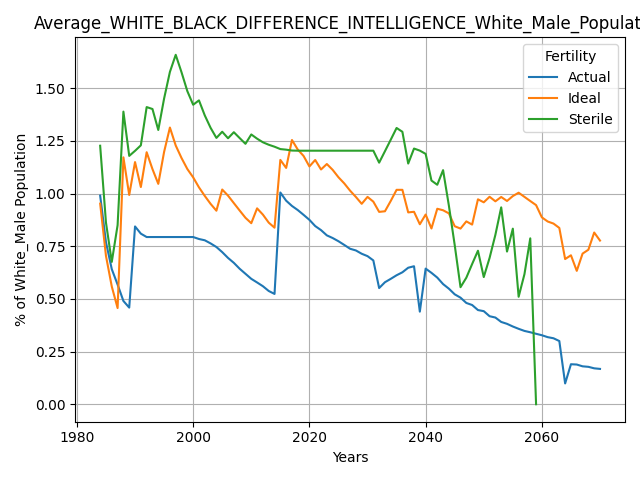 Average_WHITE_BLACK_DIFFERENCE_INTELLIGENCE_White_Male_Populat
Fertility
Actual
Ideal
Sterile
% of White_Male Population
1.50
1.25
1.00
0.75
0.50
0.25
0.00
1980 2000 2020 2040 2060
Years